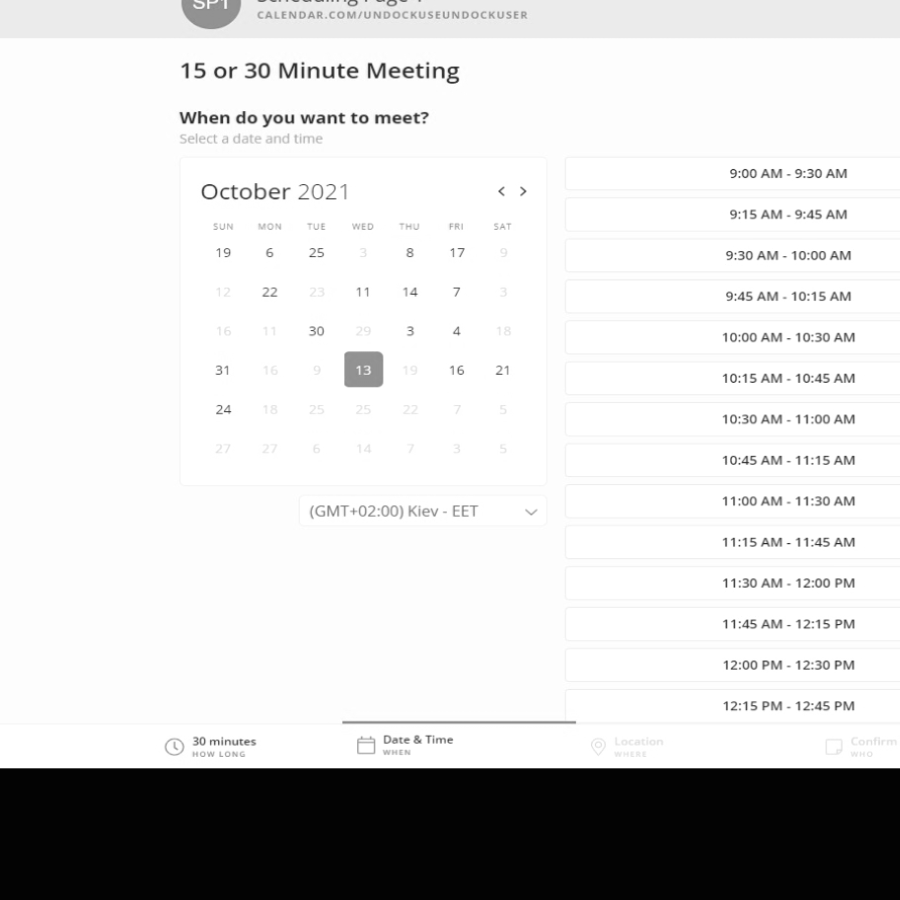 CALENDAR.COM/UNDOCKUSEUNDOCKUSER
15 or 30 Minute Meeting
When do you want to meet?
Select a date and time
October 2021 < >
SUN MON TUE WED THU FRI SAT
19 6 25 3 8 17 9
12 22 23 11 14 7 3
16 11 30 29 3 4 18
31 16 9 13 19 16 21
24 18 25 25 22 7 5
27 27 6 14 7 3 5
(GMT+02:00) Kiev - EET
9:00 AM - 9:30 AM
9:15 AM - 9:45 AM
9:30 AM - 10:00 AM
9:45 AM - 10:15 AM
10:00 AM - 10:30 AM
10:15 AM - 10:45 AM
10:30 AM - 11:00 AM
10:45 AM - 11:15 AM
11:00 AM - 11:30 AM
11:15 AM - 11:45 AM
11:30 AM - 12:00 PM
11:45 AM - 12:15 PM
12:00 PM - 12:30 PM
12:15 PM - 12:45 PM
30 minutes
HOW LONG
Date & Time
WHEN
Location
WHERE
Confirm
WHO